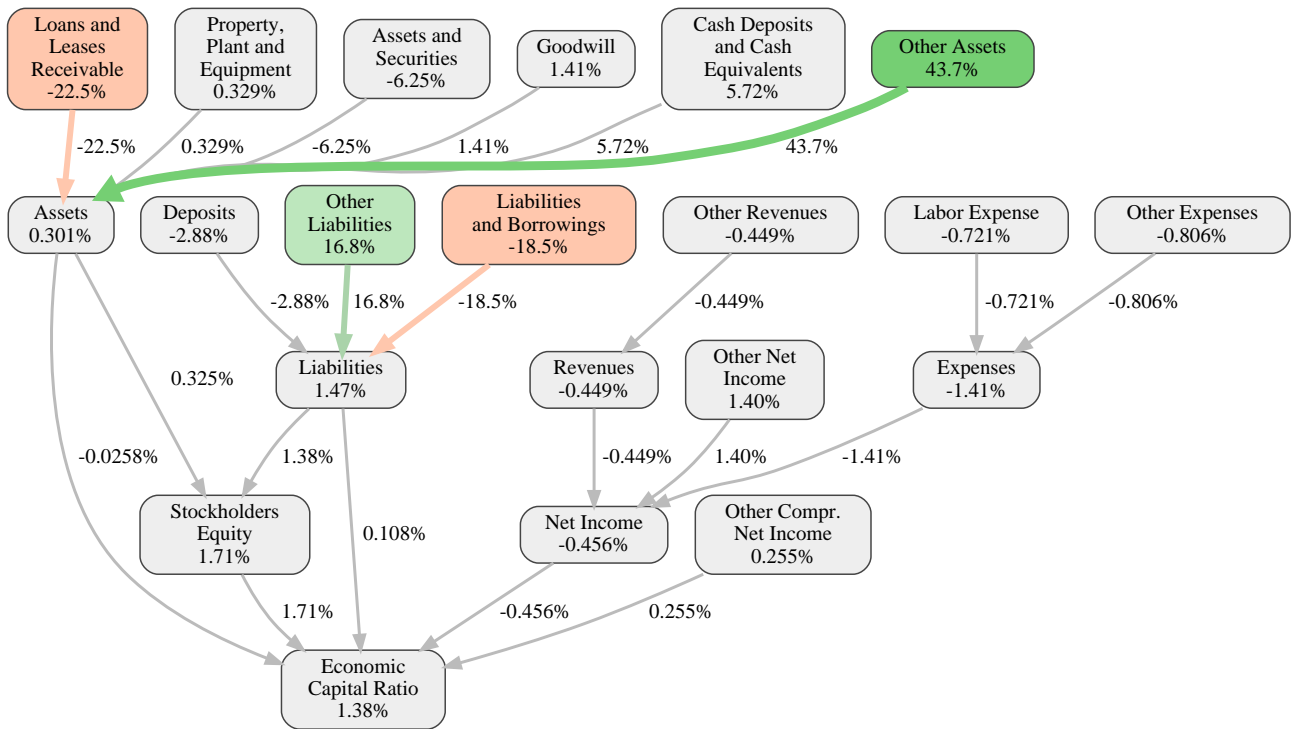 Loans and
Leases
Receivable
-22.5%
Property,
Plant and
Equipment
0.329%
Assets and
Securities
-6.25%
Goodwill
1.41%
Cash Deposits
and Cash
Equivalents
5.72%
Other Assets
43.7%
-22.5%
0.329%
-6.25%
1.41%
5.72%
43.7%
Assets
0.301%
Deposits
-2.88%
Other
Liabilities
16.8%
Liabilities
and Borrowings
-18.5%
Other Revenues
-0.449%
Labor Expense
-0.721%
Other Expenses
-0.806%
-2.88%
16.8%
-18.5%
-0.449%
-0.721%
-0.806%
Liabilities
1.47%
Revenues
-0.449%
Other Net
Income
1.40%
Expenses
-1.41%
0.325%
-0.0258%
1.38%
0.108%
-0.449%
1.40%
-1.41%
Stockholders
Equity
1.71%
Net Income
-0.456%
Other Compr.
Net Income
0.255%
1.71%
-0.456%
0.255%
Economic
Capital Ratio
1.38%